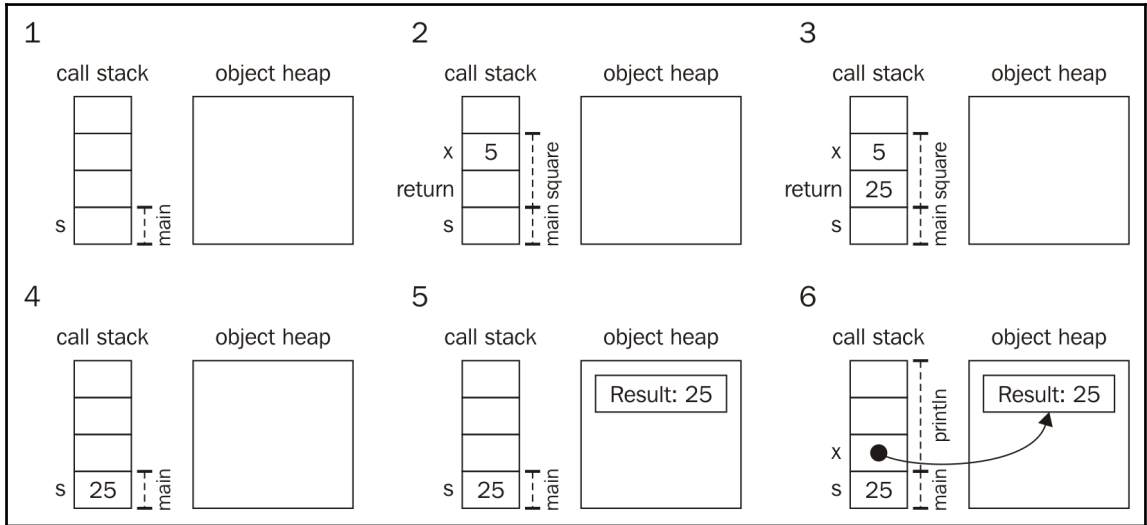 1
2
3
call stack
object heap
call stack
object heap
call stack
object heap
x
5
x
5
return
return
25
s
main
s
main square
s
main square
4
5
6
call stack
object heap
call stack
object heap
call stack
object heap
Result: 25
Result: 25
println
x
s
25
main
s
25
main
s
25
main